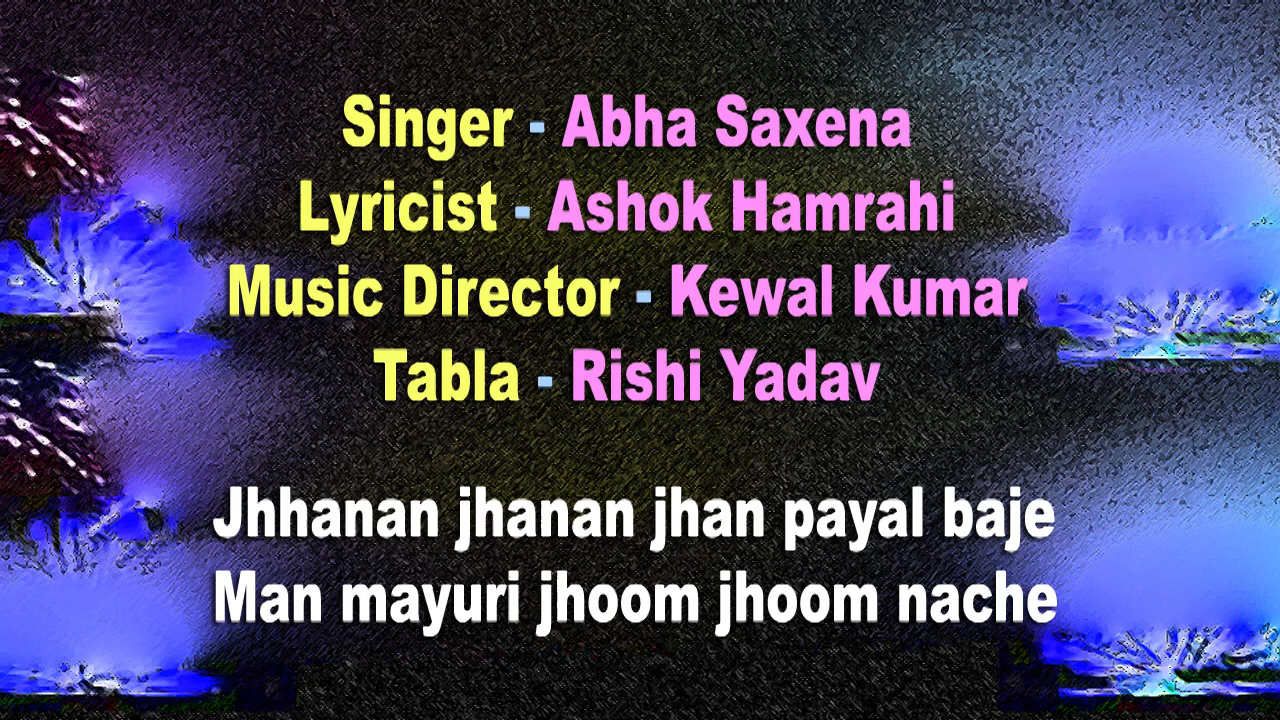 Singer - Abha Saxena
Lyricist - Ashok Hamrahi
Music Director - Kewal Kumar
Tabla - Rishi Yadav
Jhhanan jhanan jhan payal baje
Man mayuri jhoom jhoom nache